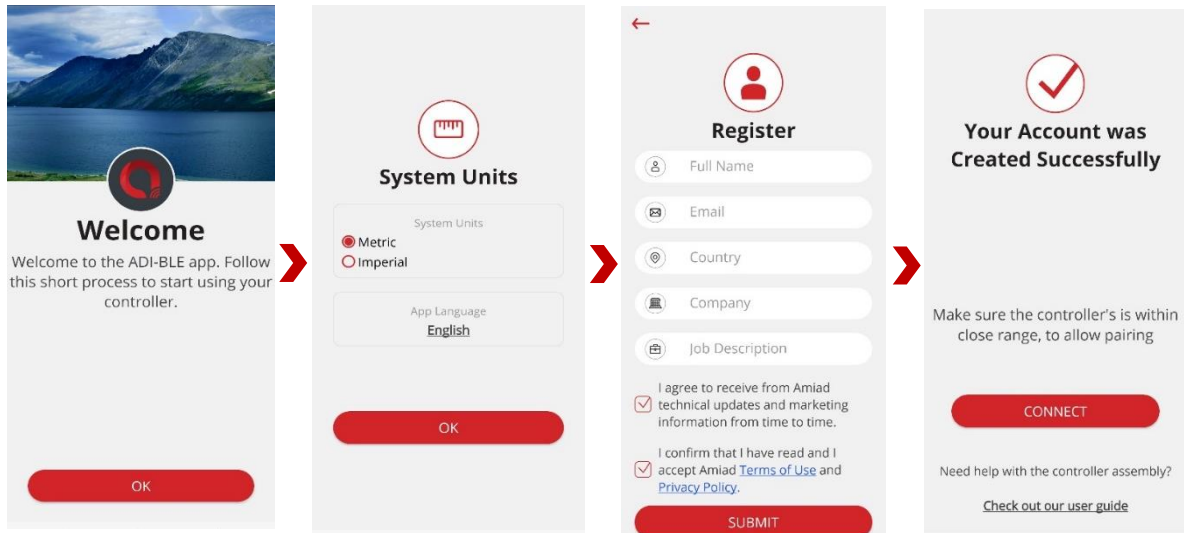 Welcome
Welcome to the ADI-BLE app. Follow
this short process to start using your
controller.
OK
System Units
System Units
Metric
Imperial
App Language
English
OK
Register
Full Name
Email
Country
Company
Job Description
I agree to receive from Amiad
technical updates and marketing
information from time to time.
I confirm that I have read and I
accept Amiad Terms of Use and
Privacy Policy.
SUBMIT
Your Account was
Created Successfully
Make sure the controller's is within
close range, to allow pairing
CONNECT
Need help with the controller assembly?
Check out our user guide